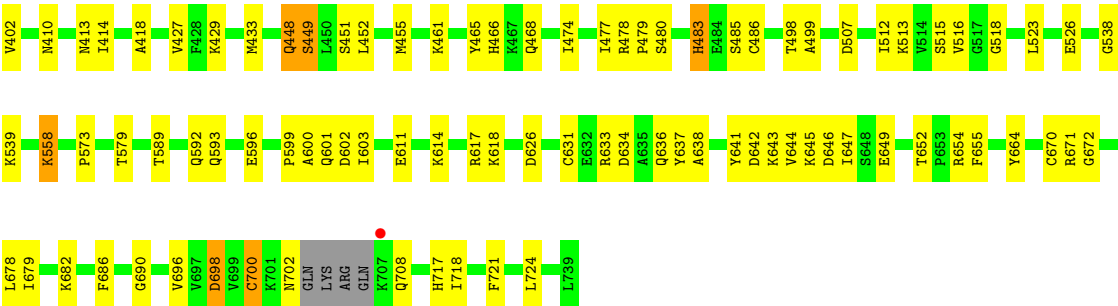 V402 N410 N413 I414 A418 V427 F428 K429 M433 Q448 S449 L450 S451 L452 M455 K461 Y465 H466 K467 Q468 I474 I477 R478 P479 S480 H483 E484 S485 C486 T498 A499 D507 I512 K513 V514 S515 V516 G517 G518 L523 E526 G538
K539 K558 P573 T579 T589 Q592 Q593 E596 P599 A600 Q601 D602 I603 E611 K614 R617 K618 D626 C631 E632 R633 D634 A635 Q636 Y637 A638 Y641 D642 K643 V644 K645 D646 I647 S648 E649 T652 P653 R654 F655 Y664 C670 R671 G672
L678 I679 K682 F686 G690 V696 V697 D698 V699 C700 K701 N702 GLN LYS ARG GLN K707 Q708 H717 I718 F721 L724 L739